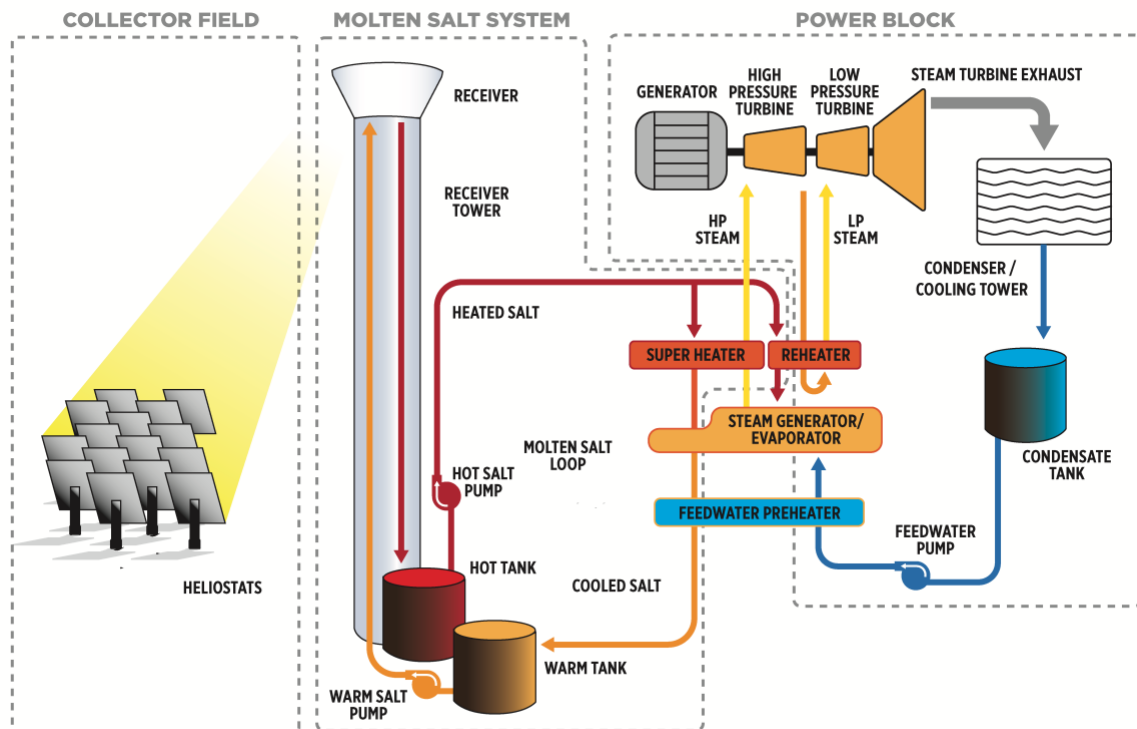 COLLECTOR FIELD
MOLTEN SALT SYSTEM
POWER BLOCK
RECEIVER
RECEIVER
TOWER
HEATED SALT
HOT SALT
PUMP
MOLTEN SALT
LOOP
HOT TANK
COOLED SALT
WARM TANK
WARM SALT
PUMP
HELIOSTATS
GENERATOR
HIGH
PRESSURE
TURBINE
LOW
PRESSURE
TURBINE
STEAM TURBINE EXHAUST
HP
STEAM
LP
STEAM
CONDENSER /
COOLING TOWER
SUPER HEATER
REHEATER
STEAM GENERATOR/
EVAPORATOR
FEEDWATER PREHEATER
FEEDWATER
PUMP
CONDENSATE
TANK